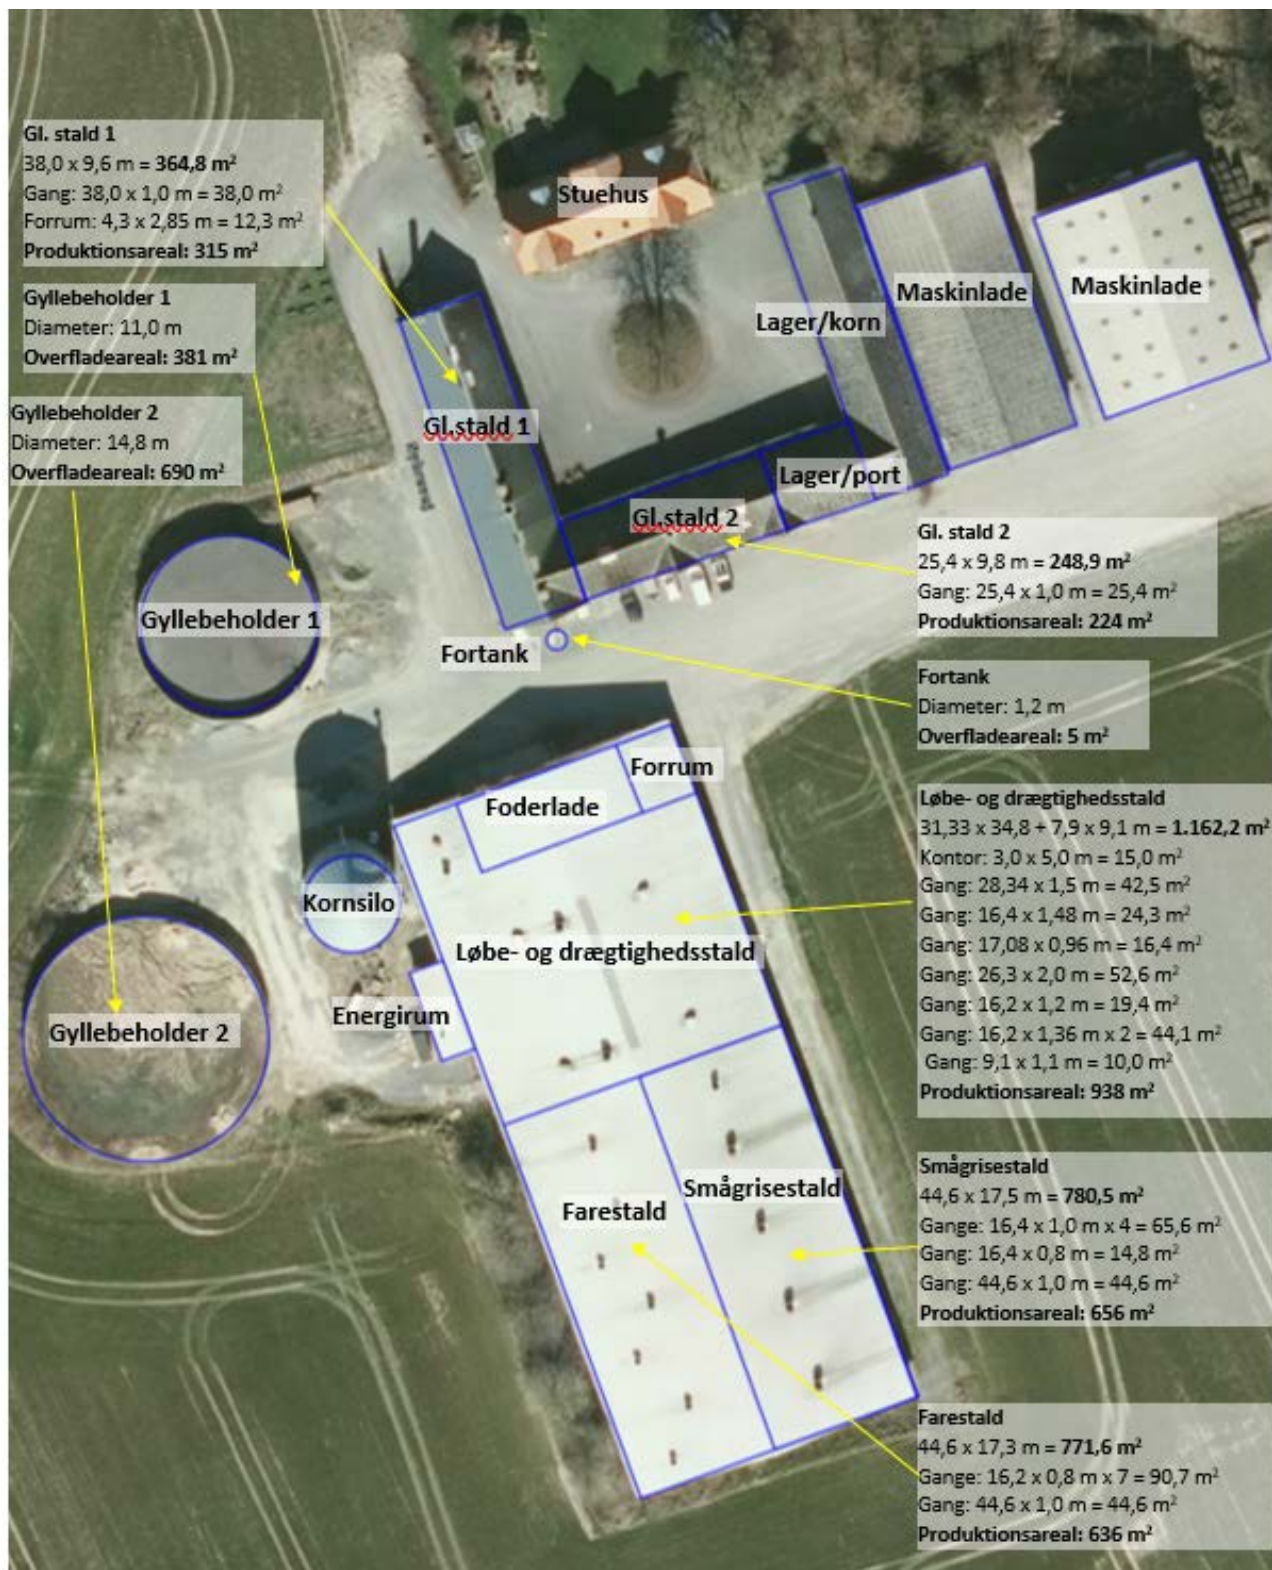 Gl. stald 1
38,0 x 9,6 m = 364,8 m²
Gang: 38,0 x 1,0 m = 38,0 m²
Forrum: 4,3 x 2,85 m = 12,3 m²
Produktionsareal: 315 m²
Gyllebeholder 1
Diameter: 11,0 m
Overfladeareal: 381 m²
Gyllebeholder 2
Diameter: 14,8 m
Overfladeareal: 690 m²
Stuehus
Lager/korn
Maskinlade
Maskinlade
Gl.stald 1
Lager/port
Gl.stald 2
Gyllebeholder 1
Fortank
Gl. stald 2
25,4 x 9,8 m = 248,9 m²
Gang: 25,4 x 1,0 m = 25,4 m²
Produktionsareal: 224 m²
Fortank
Diameter: 1,2 m
Overfladeareal: 5 m²
Forrum
Foderlade
Kornsilo
Løbe- og drægtighedsstald
Energirum
Gyllebeholder 2
Løbe- og drægtighedsstald
31,33 x 34,8 + 7,9 x 9,1 m = 1.162,2 m²
Kontor: 3,0 x 5,0 m = 15,0 m²
Gang: 28,34 x 1,5 m = 42,5 m²
Gang: 16,4 x 1,48 m = 24,3 m²
Gang: 17,08 x 0,96 m = 16,4 m²
Gang: 26,3 x 2,0 m = 52,6 m²
Gang: 16,2 x 1,2 m = 19,4 m²
Gang: 16,2 x 1,36 m x 2 = 44,1 m²
Gang: 9,1 x 1,1 m = 10,0 m²
Produktionsareal: 938 m²
Smågrisestald
Farestald
Smågrisestald
44,6 x 17,5 m = 780,5 m²
Gange: 16,4 x 1,0 m x 4 = 65,6 m²
Gang: 16,4 x 0,8 m = 14,8 m²
Gang: 44,6 x 1,0 m = 44,6 m²
Produktionsareal: 656 m²
Farestald
44,6 x 17,3 m = 771,6 m²
Gange: 16,2 x 0,8 m x 7 = 90,7 m²
Gang: 44,6 x 1,0 m = 44,6 m²
Produktionsareal: 636 m²